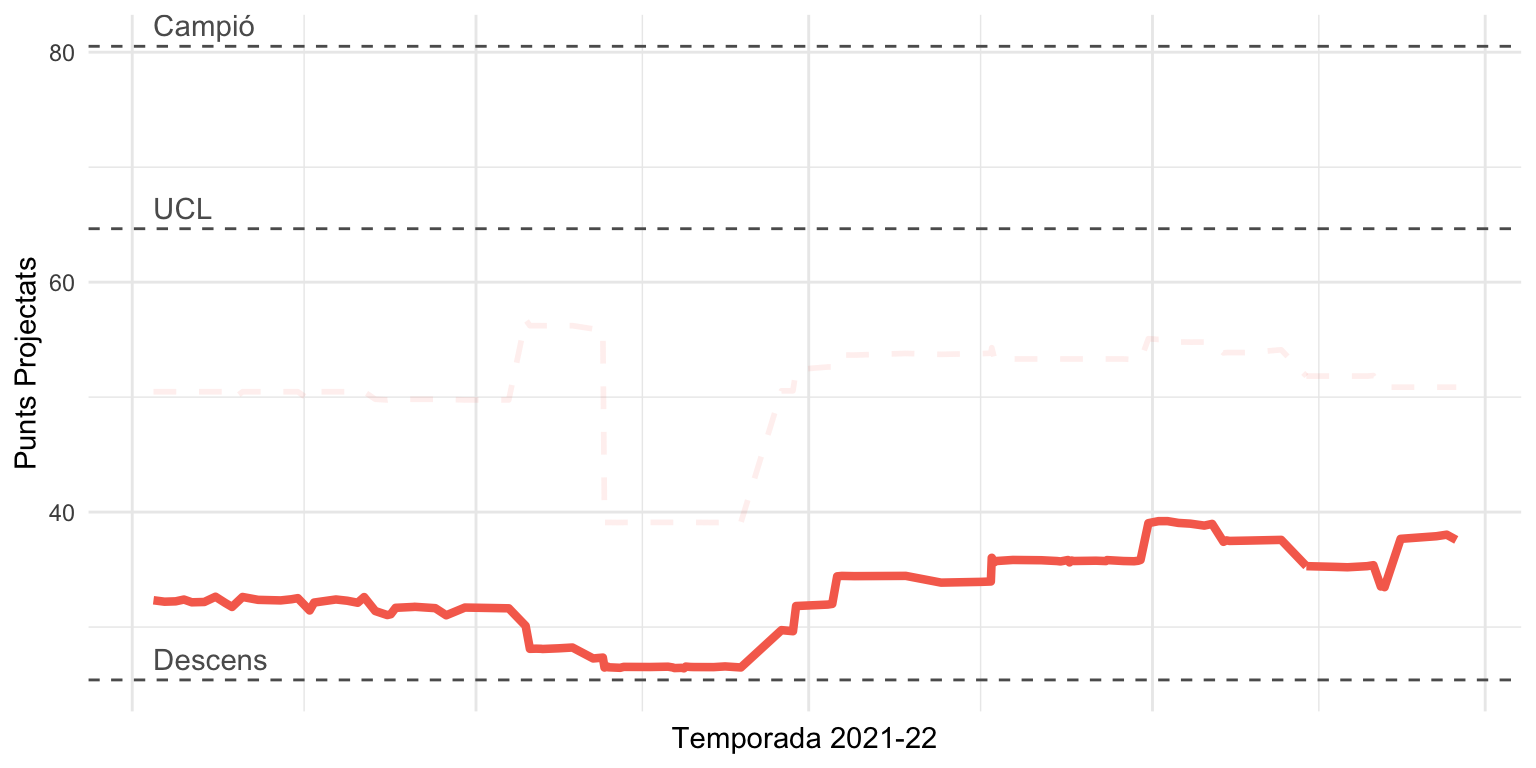 Campió
80
UCL
60
Punts Projectats
40
Descens
Temporada 2021-22